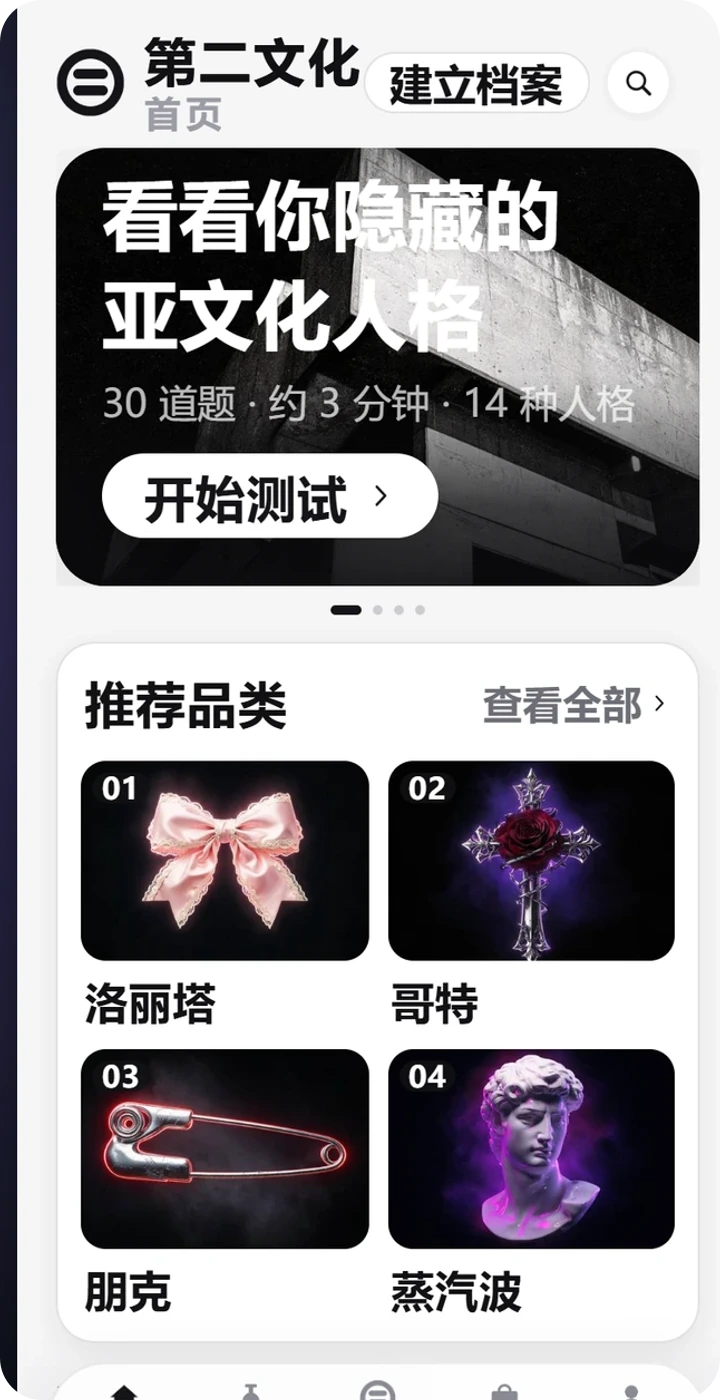 第二文化
首页
建立档案
看看你隐藏的
亚文化人格
30 道题 · 约 3 分钟 · 14 种人格
开始测试
推荐品类
查看全部
01
02
洛丽塔
哥特
03
04
朋克
蒸汽波